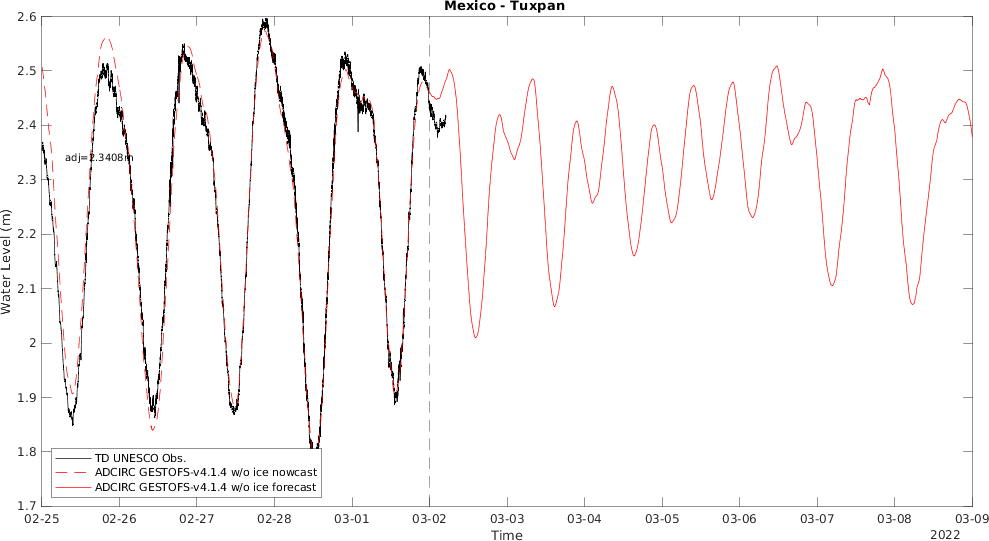 Mexico - Tuxpan
2.6
2.5
2.4
2.3
2.2
2.1
2
1.9
1.8
1.7
Water Level (m)
adj=2.3408m
TD UNESCO Obs.
ADCIRC GESTOFS-v4.1.4 w/o ice nowcast
ADCIRC GESTOFS-v4.1.4 w/o ice forecast
02-25 02-26 02-27 02-28 03-01 03-02 03-03 03-04 03-05 03-06 03-07 03-08 03-09
Time
2022